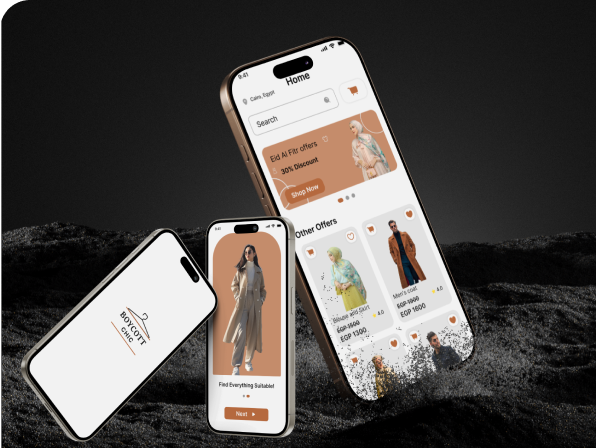 9:41
Home
Cairo, Egypt
Search
Eid Al Fitr offers
30% Discount
Shop Now
Other Offers
Blouse and Skirt
EGP 1500
EGP 1300
4.0
Men's coat
EGP 1800
EGP 1600
4.0
9:41
Find Everything Suitable!
Next
BOYCOTT
CHIC